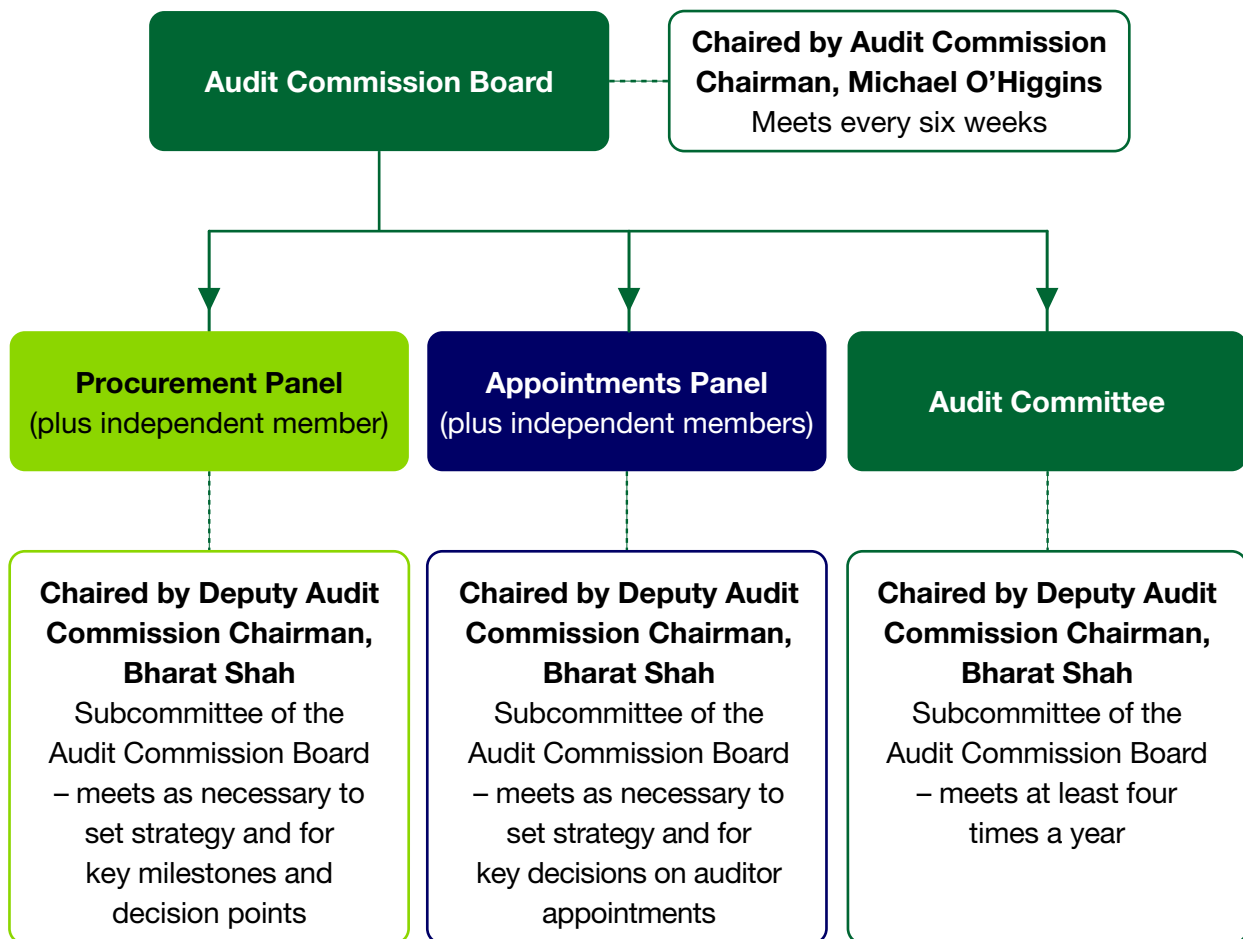 Audit Commission Board
Chaired by Audit Commission
Chairman, Michael O’Higgins
Meets every six weeks
Procurement Panel
(plus independent member)
Appointments Panel
(plus independent members)
Audit Committee
Chaired by Deputy Audit
Commission Chairman,
Bharat Shah
Subcommittee of the
Audit Commission Board
– meets as necessary to
set strategy and for
key milestones and
decision points
Chaired by Deputy Audit
Commission Chairman,
Bharat Shah
Subcommittee of the
Audit Commission Board
– meets as necessary to
set strategy and for
key decisions on auditor
appointments
Chaired by Deputy Audit
Commission Chairman,
Bharat Shah
Subcommittee of the
Audit Commission Board
– meets at least four
times a year